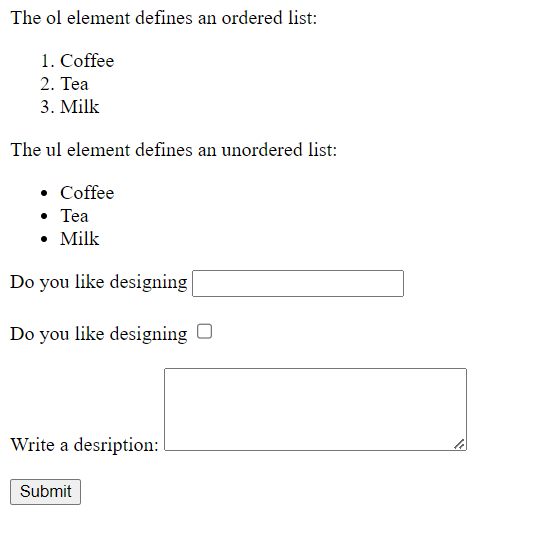 The ol element defines an ordered list:
1. Coffee
2. Tea
3. Milk
The ul element defines an unordered list:
• Coffee
• Tea
• Milk
Do you like designing
Do you like designing
Write a desription:
Submit